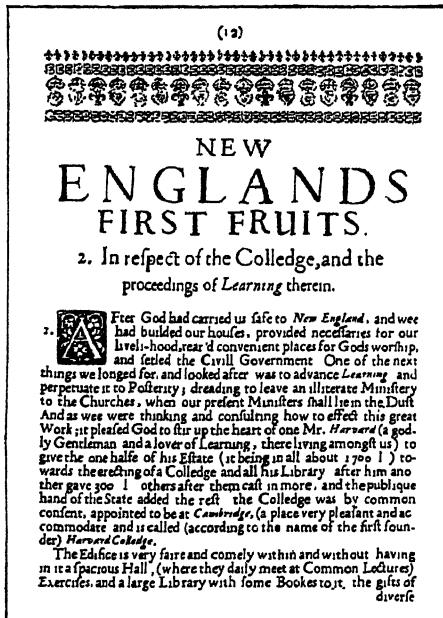 (12)
NEW
ENGLANDS
FIRST FRUITS.
2. In reſpect of the Colledge, and the
proceedings of Learning therein.
1. AFter God had carried us ſafe to New England, and wee
had builded our houſes, provided neceſſaries for our
liveli-hood, rear'd convenient places for Gods worſhip,
and ſetled the Civill Government One of the next
things we longed for, and looked after was to advance Learning and
perpetuate it to Poſterity; dreading to leave an illiterate Miniſtery
to the Churches, when our preſent Miniſters ſhall lie in the Duſt
And as wee were thinking and conſulting how to effect this great
Work; it pleaſed God to ſtir up the heart of one Mr. Harvard (a god-
ly Gentleman and a lover of Learning, there living amongſt us) to
give the one halfe of his Eſtate (it being in all about 1700 l) to-
wards the erecting of a Colledge and all his Library after him ano
ther gave 300 l others after them caſt in more, and the publique
hand of the State added the reſt the Colledge was by common
conſent, appointed to be at Cambridge, (a place very pleaſant and ac
commodate and is called (according to the name of the firſt foun-
der) Harvard Colledge.
The Edifice is very faire and comely within and without having
in it a ſpacious Hall, (where they daily meet at Common Lectures)
Exerciſes, and a large Library with ſome Bookes to it, the gifts of
diverſe